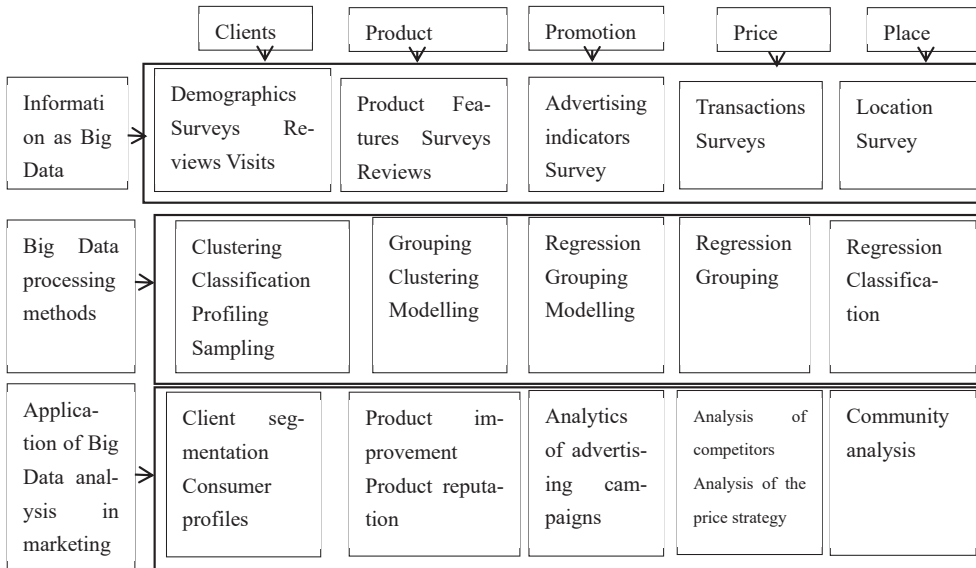 Clients
Product
Promotion
Price
Place
Informati
on as Big
Data
Demographics
Surveys Re-
views Visits
Product Fea-
tures Surveys
Reviews
Advertising
indicators
Survey
Transactions
Surveys
Location
Survey
Big Data
processing
methods
Clustering
Classification
Profiling
Sampling
Grouping
Clustering
Modelling
Regression
Grouping
Modelling
Regression
Grouping
Regression
Classifica-
tion
Applica-
tion of Big
Data anal-
ysis in
marketing
Client seg-
mentation
Consumer
profiles
Product im-
provement
Product reputa-
tion
Analytics
of advertis-
ing cam-
paigns
Analysis of
competitors
Analysis of the
price strategy
Community
analysis